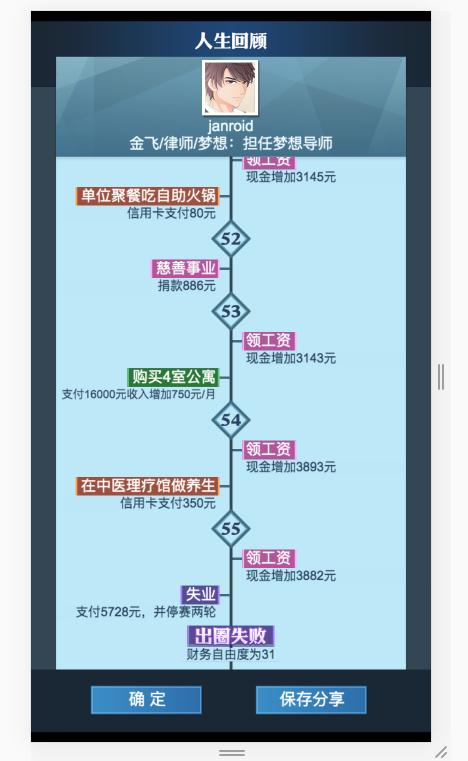 人生回顾
janroid
金飞/律师/梦想：担任梦想导师
领工资
现金增加3145元
单位聚餐吃自助火锅
信用卡支付80元
52
慈善事业
捐款886元
53
领工资
现金增加3143元
购买4室公寓
支付16000元收入增加750元/月
54
领工资
现金增加3893元
在中医理疗馆做养生
信用卡支付350元
55
领工资
现金增加3882元
失业
支付5728元，并停赛两轮
出圈失败
财务自由度为31
确 定
保存分享